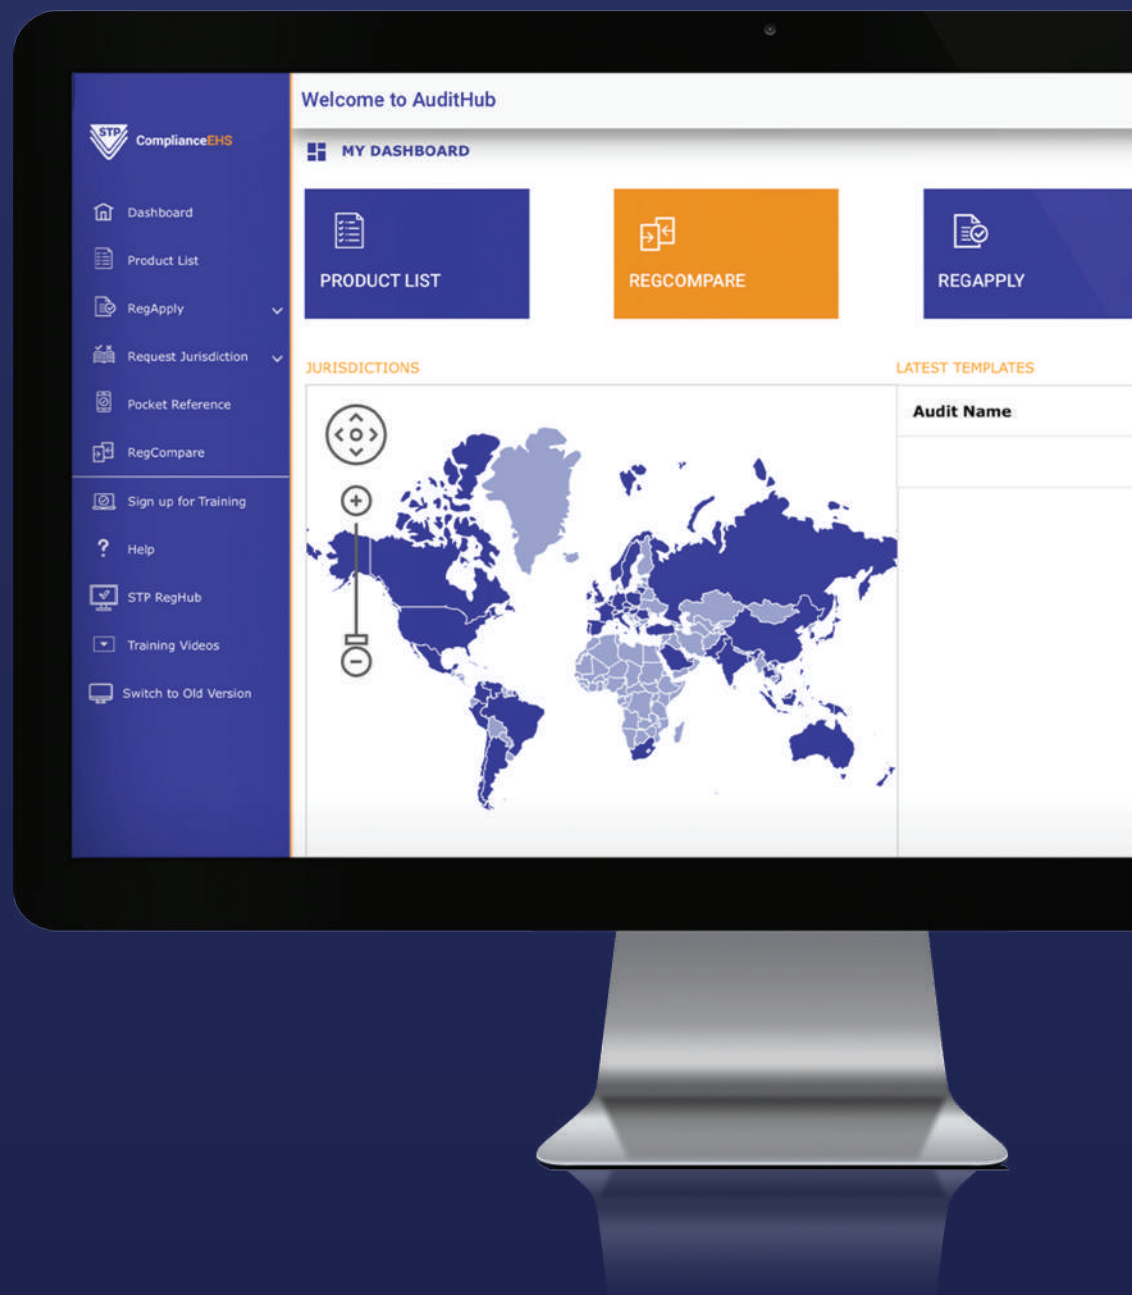 Welcome to AuditHub
STP ComplianceEHS
MY DASHBOARD
Dashboard
Product List
RegApply
Request Jurisdiction
Pocket Reference
RegCompare
Sign up for Training
? Help
STP RegHub
Training Videos
Switch to Old Version
PRODUCT LIST
REGCOMPARE
REGAPPLY
JURISDICTIONS
LATEST TEMPLATES
Audit Name